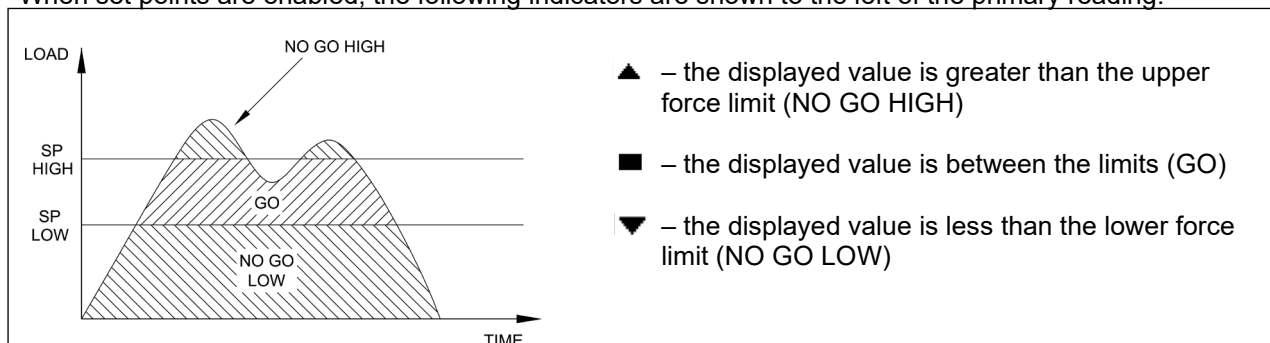 When set points are enabled, the following indicators are shown to the left of the primary reading:
LOAD
NO GO HIGH
SP
HIGH
GO
SP
LOW
NO GO
LOW
TIME
▲ – the displayed value is greater than the upper
force limit (NO GO HIGH)
■ – the displayed value is between the limits (GO)
▼ – the displayed value is less than the lower force
limit (NO GO LOW)